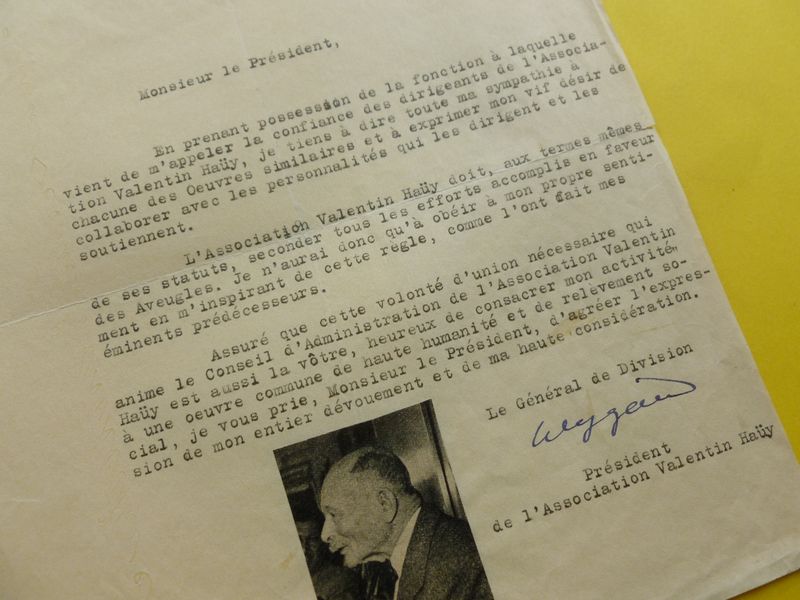 Monsieur le Président,
En prenant possession de la fonction à laquelle
vient de m'appeler la confiance des dirigeants de l'Associa-
tion Valentin Haüy, je tiens à dire toute ma sympathie à
chacune des Oeuvres similaires et à exprimer mon vif désir de
collaborer avec les personnalités qui les dirigent et les
soutiennent.
L'Association Valentin Haüy doit, aux termes mêmes
de ses statuts, seconder tous les efforts accomplis en faveur
des Aveugles. Je n'aurai donc qu'à obéir à mon propre senti-
ment en m'inspirant de cette règle, comme l'ont fait mes
éminents prédécesseurs.
Assuré que cette volonté d'union nécessaire qui
anime le Conseil d'Administration de l'Association Valentin
Haüy est aussi la vôtre, heureux de consacrer mon activité
à une oeuvre commune de haute humanité et de relèvement so-
cial, je vous prie, Monsieur le Président, d'agréer l'expres-
sion de mon entier dévouement et de ma haute considération.
Le Général de Division
Weygand
Président
de l'Association Valentin Haüy